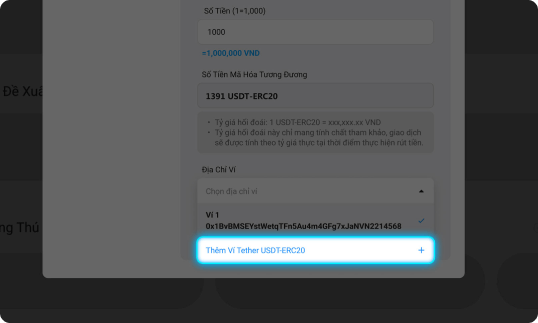 Số Tiền (1=1,000)
1000
=1,000,000 VND
Số Tiền Mã Hóa Tương Đương
1391 USDT-ERC20
• Tỷ giá hối đoái: 1 USDT-ERC20 = xxx,xxx.xx VND
• Tỷ giá hối đoái này chỉ mang tính chất tham khảo, giao dịch
sẽ được tính theo tỷ giá thực tại thời điểm thực hiện rút tiền.
Đề Xuấ
Địa Chỉ Ví
Chọn địa chỉ ví
Ví 1
0x1BvBMSEYstWetqTFn5Au4m4GFg7xJaNVN2214568
ng Thủ
Thêm Ví Tether USDT-ERC20 +